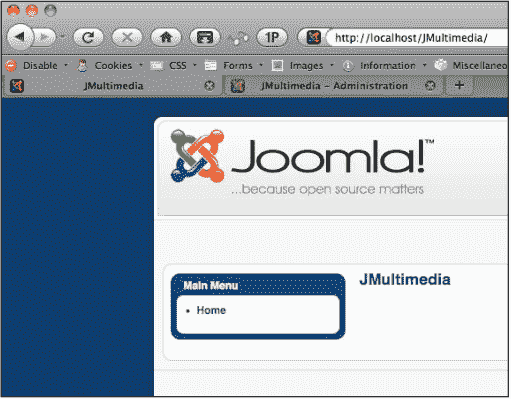 1P http://localhost/JMultimedia/
Disable Cookies CSS Forms Images Information Miscellaneo
JMultimedia JMultimedia - Administration +
Joomla!™
...because open source matters
Main Menu JMultimedia
• Home